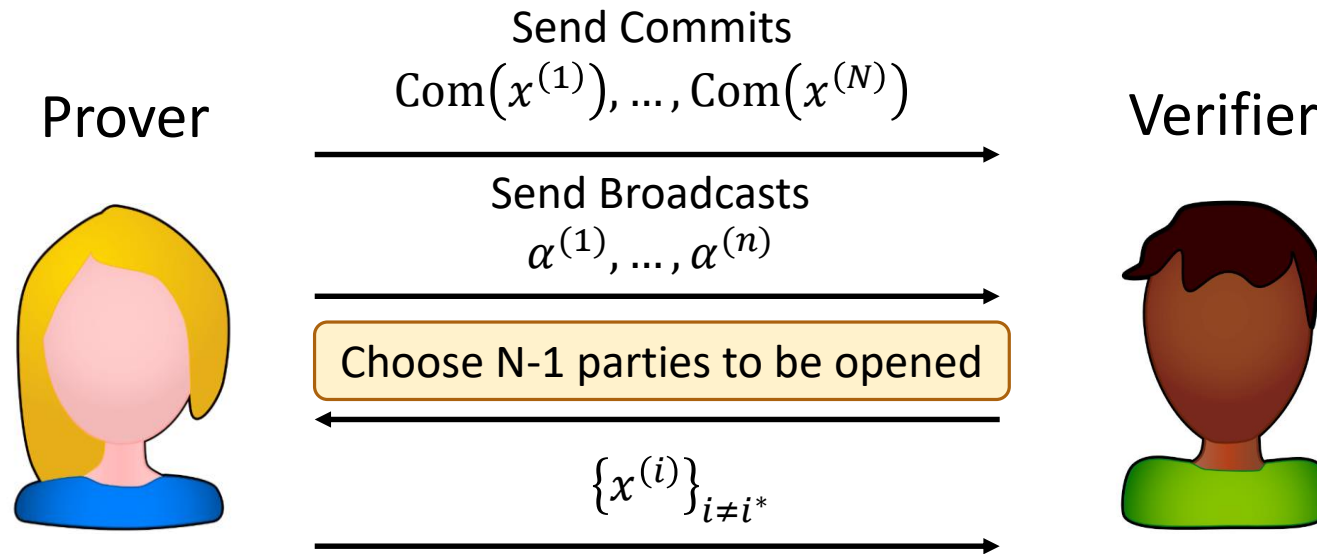 Send Commits
Com(x^{(1)}), … , Com(x^{(N)})
Prover
Verifier
Send Broadcasts
α^{(1)}, … , α^{(n)}
Choose N-1 parties to be opened
{x^{(i)}}_{i≠i^*}